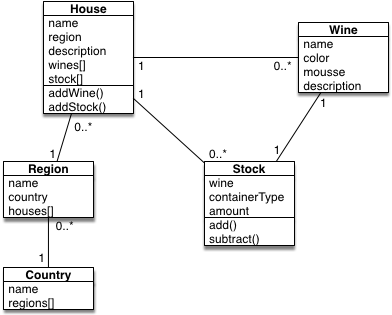 House
name
region
description
wines[]
stock[]
addWine()
addStock()
Wine
name
color
mousse
description
1
0..*
1
0..*
1
1
0..*
1
Region
name
country
houses[]
Stock
wine
containerType
amount
add()
subtract()
0..*
1
Country
name
regions[]